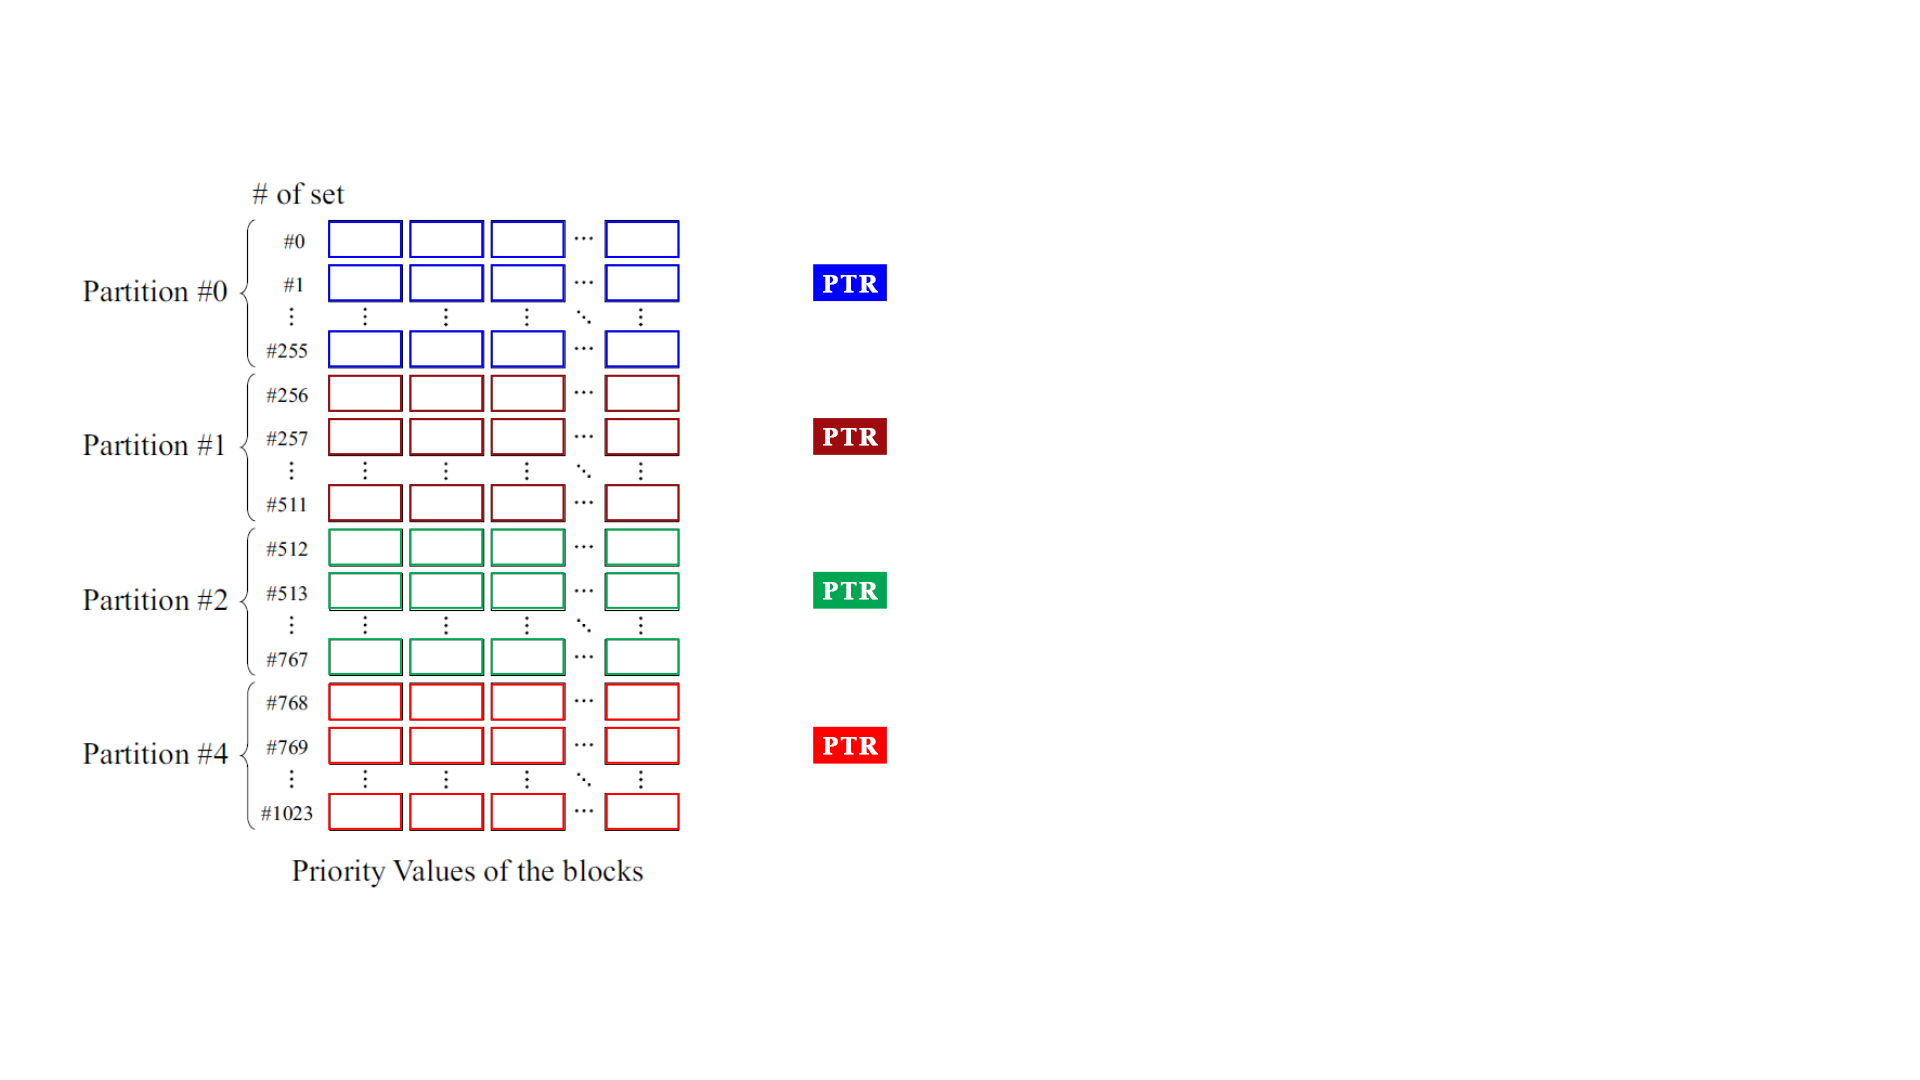 # of set
#0
Partition #0 #1 ... PTR
#255
#256
Partition #1 #257 ... PTR
#511
#512
Partition #2 #513 ... PTR
#767
#768
Partition #4 #769 ... PTR
#1023
Priority Values of the blocks